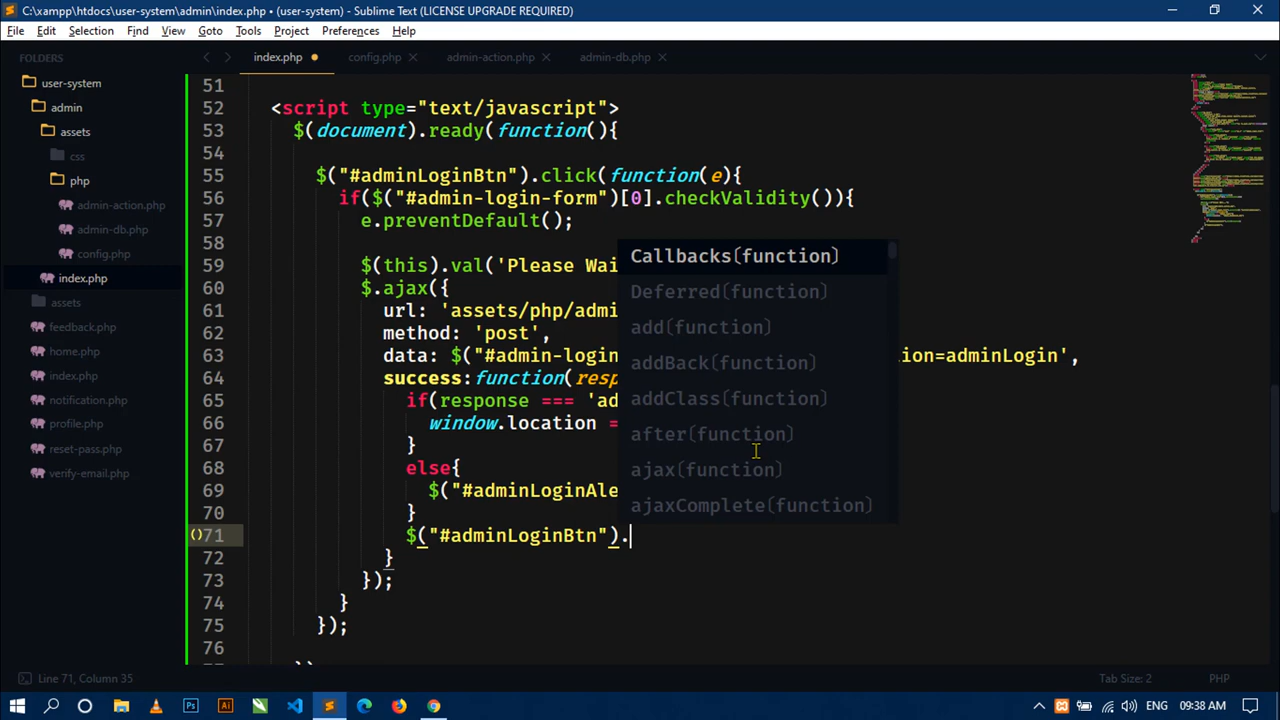 C:\xampp\htdocs\user-system\admin\index.php • (user-system) - Sublime Text (LICENSE UPGRADE REQUIRED)
File Edit Selection Find View Goto Tools Project Preferences Help
FOLDERS
user-system
admin
assets
css
php
admin-action.php
admin-db.php
config.php
index.php
assets
feedback.php
home.php
index.php
notification.php
profile.php
reset-pass.php
verify-email.php
index.php config.php admin-action.php admin-db.php
51
52 <script type="text/javascript">
53 $(document).ready(function(){
54
55 $("#adminLoginBtn").click(function(e){
56 if($("#admin-login-form")[0].checkValidity()){
57 e.preventDefault();
58
59 $(this).val('Please Wai
60 $.ajax({
61 url: 'assets/php/admi
62 method: 'post',
63 data: $("#admin-login ion=adminLogin',
64 success:function(resp
65 if(response === 'ad
66 window.location =
67 }
68 else{
69 $("#adminLoginAle
70 }
71 $("#adminLoginBtn").
72 }
73 });
74 }
75 });
76
Callbacks(function)
Deferred(function)
add(function)
addBack(function)
addClass(function)
after(function)
ajax(function)
ajaxComplete(function)
Line 71, Column 35 Tab Size: 2 PHP
ENG 09:38 AM